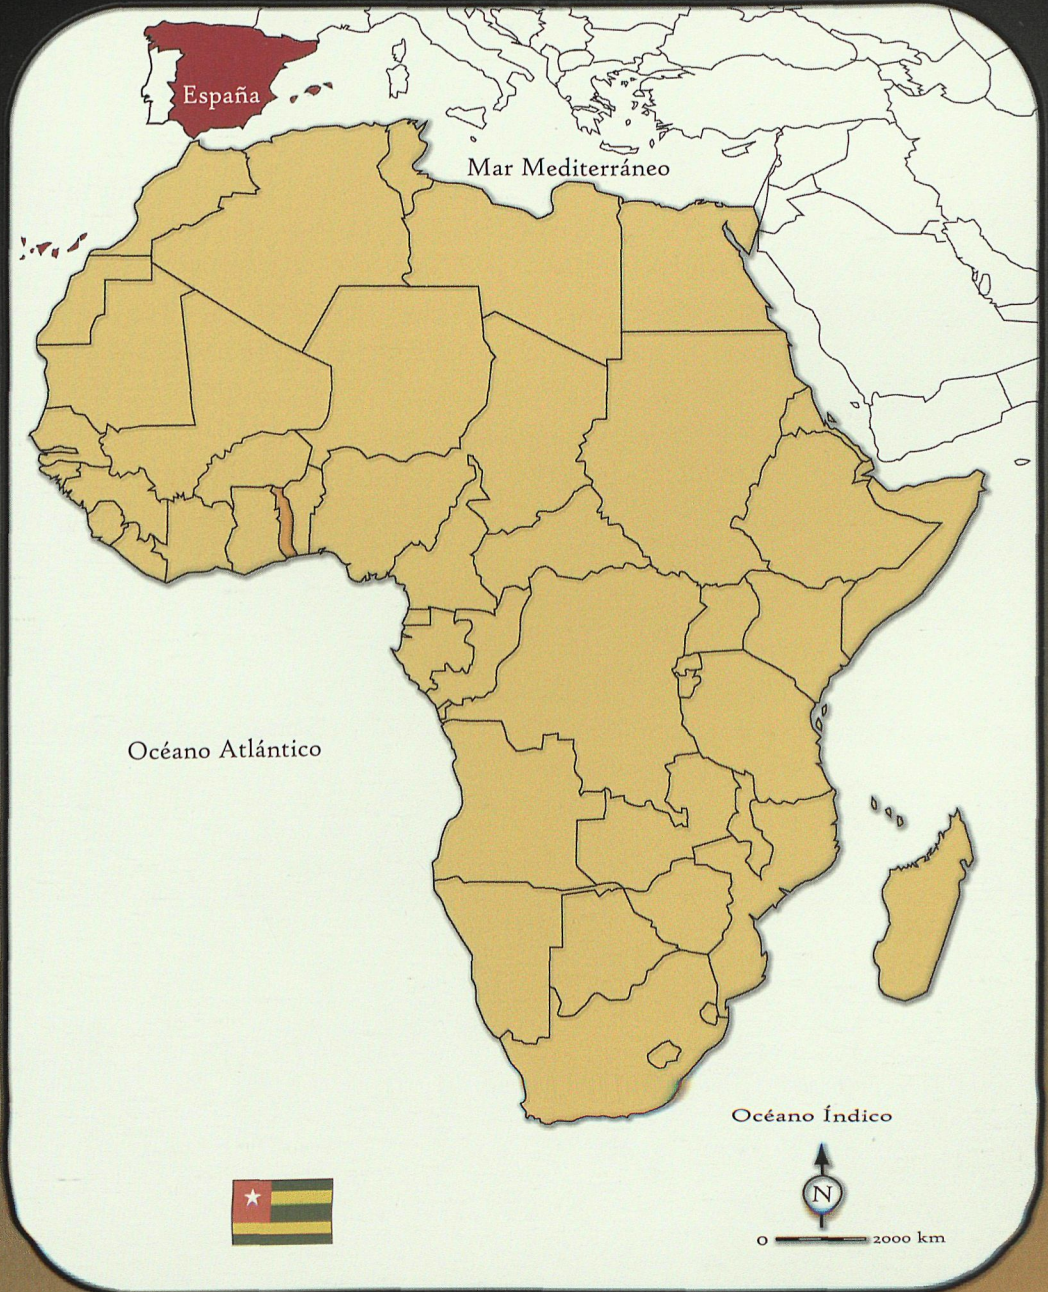 España
Mar Mediterráneo
Océano Atlántico
Océano Índico
N
0 2000 km